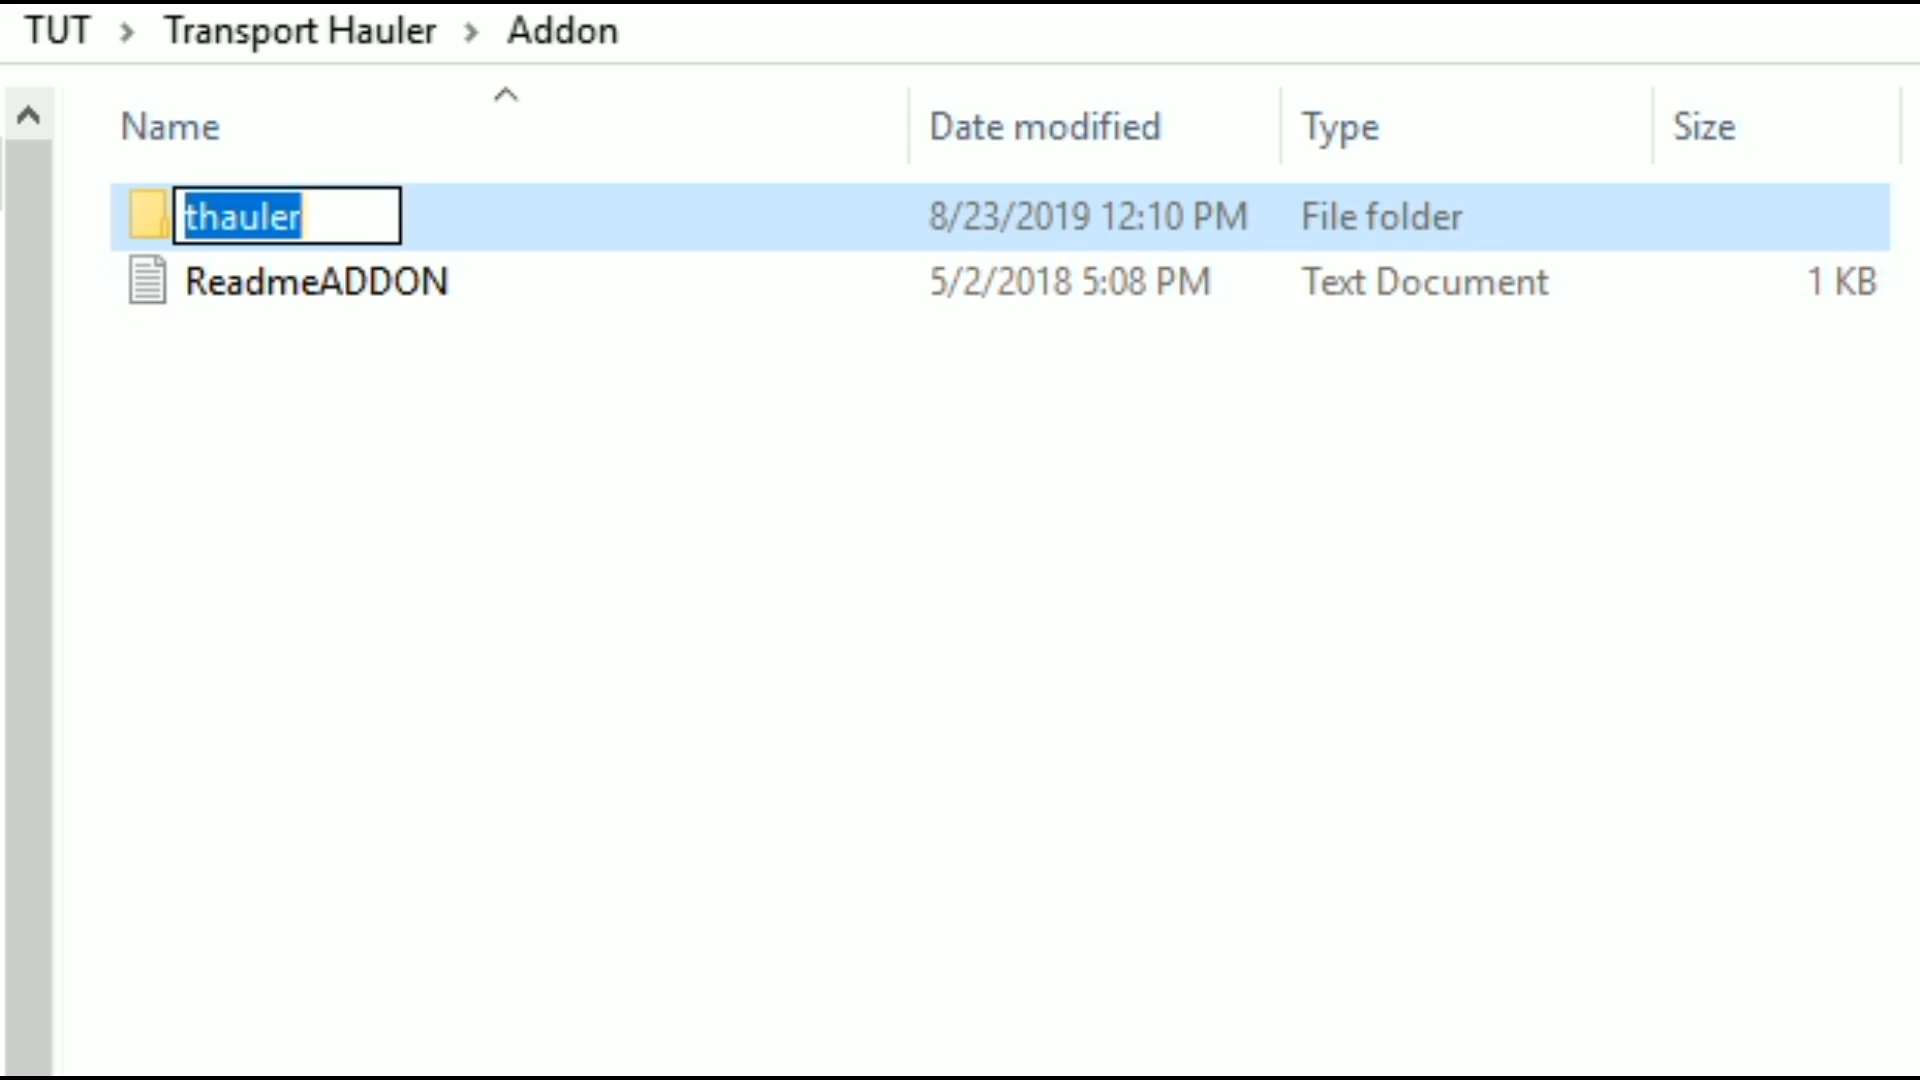 TUT > Transport Hauler > Addon
Name Date modified Type Size
thauler 8/23/2019 12:10 PM File folder
ReadmeADDON 5/2/2018 5:08 PM Text Document 1 KB